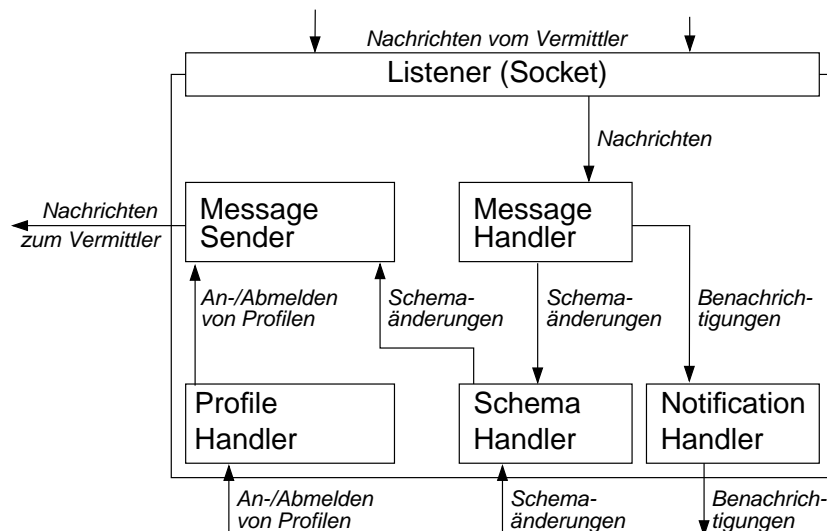 Nachrichten vom Vermittler
Listener (Socket)
Nachrichten
Nachrichten
zum Vermittler
Message
Sender
Message
Handler
An-/Abmelden
von Profilen
Schema-
änderungen
Schema-
änderungen
Benachrich-
tigungen
Profile
Handler
Schema
Handler
Notification
Handler
An-/Abmelden
von Profilen
Schema-
änderungen
Benachrich-
tigungen